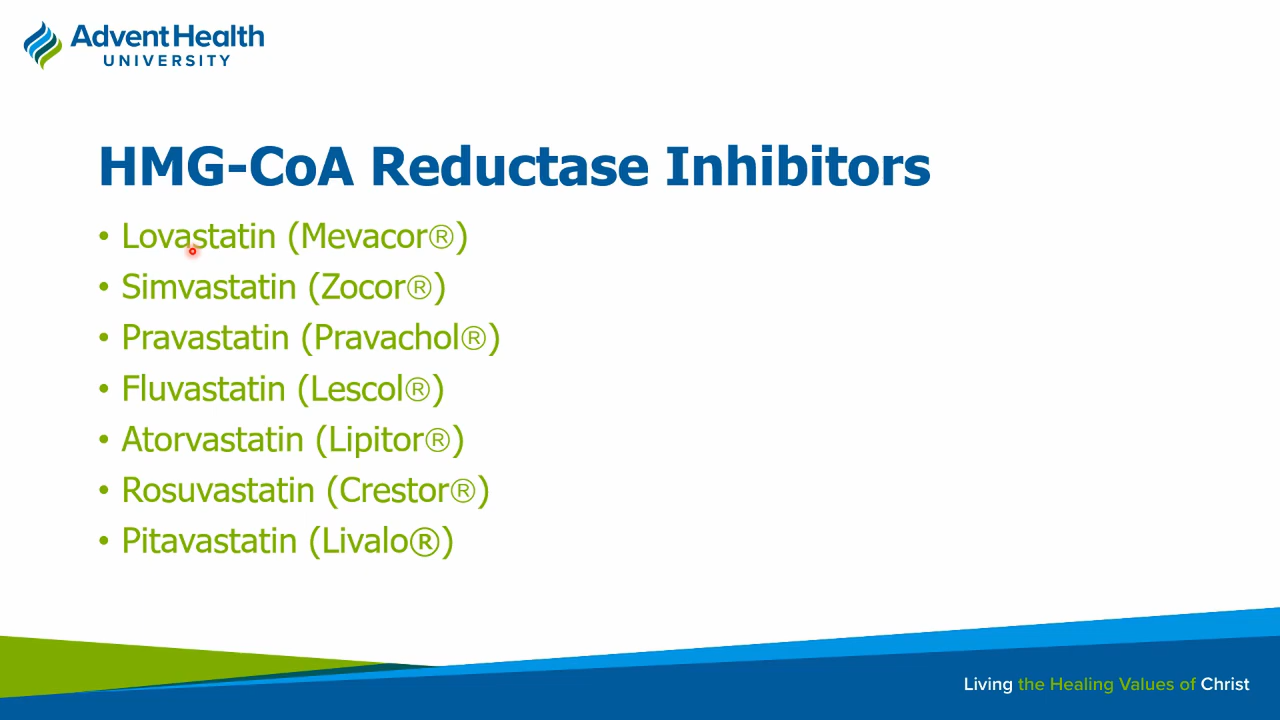 AdventHealth
UNIVERSITY
HMG-CoA Reductase Inhibitors
• Lovastatin (Mevacor®)
• Simvastatin (Zocor®)
• Pravastatin (Pravachol®)
• Fluvastatin (Lescol®)
• Atorvastatin (Lipitor®)
• Rosuvastatin (Crestor®)
• Pitavastatin (Livalo®)
Living the Healing Values of Christ